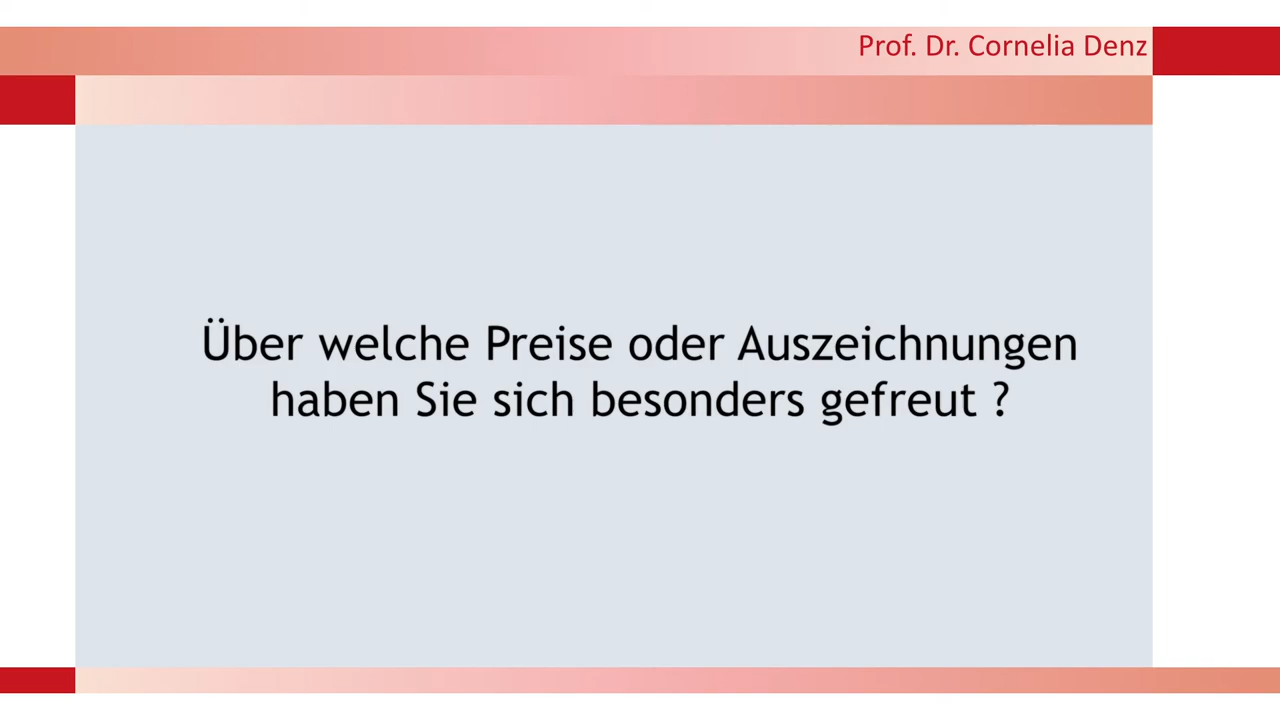 Prof. Dr. Cornelia Denz
Über welche Preise oder Auszeichnungen
haben Sie sich besonders gefreut ?